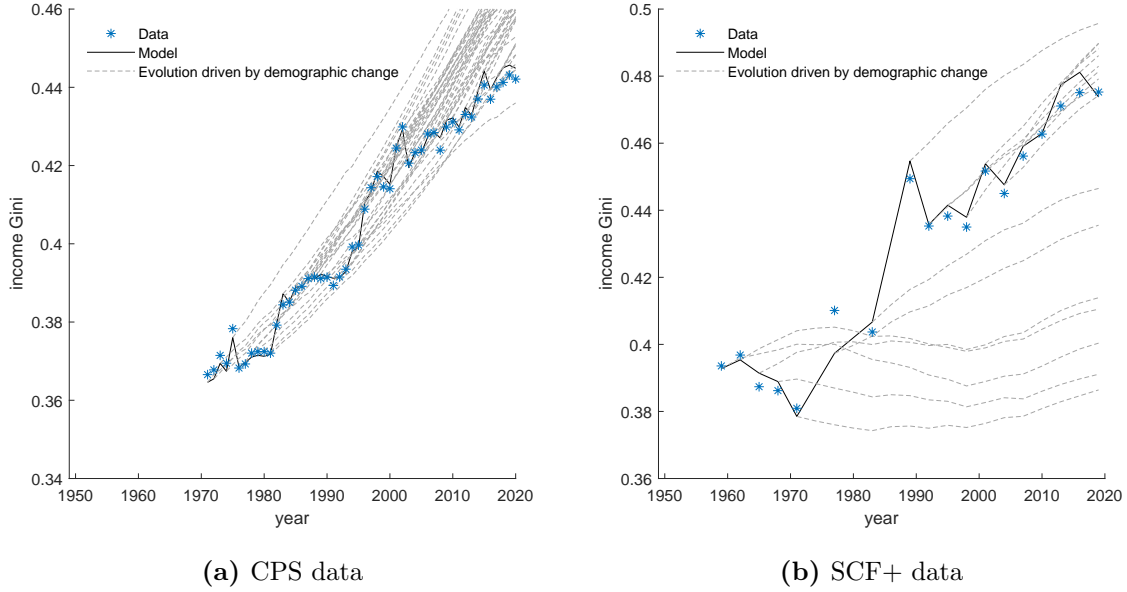 0.46
0.44
0.42
0.4
0.38
0.36
0.34
income Gini
Data
Model
Evolution driven by demographic change
1950 1960 1970 1980 1990 2000 2010 2020
year
(a) CPS data
0.5
0.48
0.46
0.44
0.42
0.4
0.38
0.36
income Gini
Data
Model
Evolution driven by demographic change
1950 1960 1970 1980 1990 2000 2010 2020
year
(b) SCF+ data